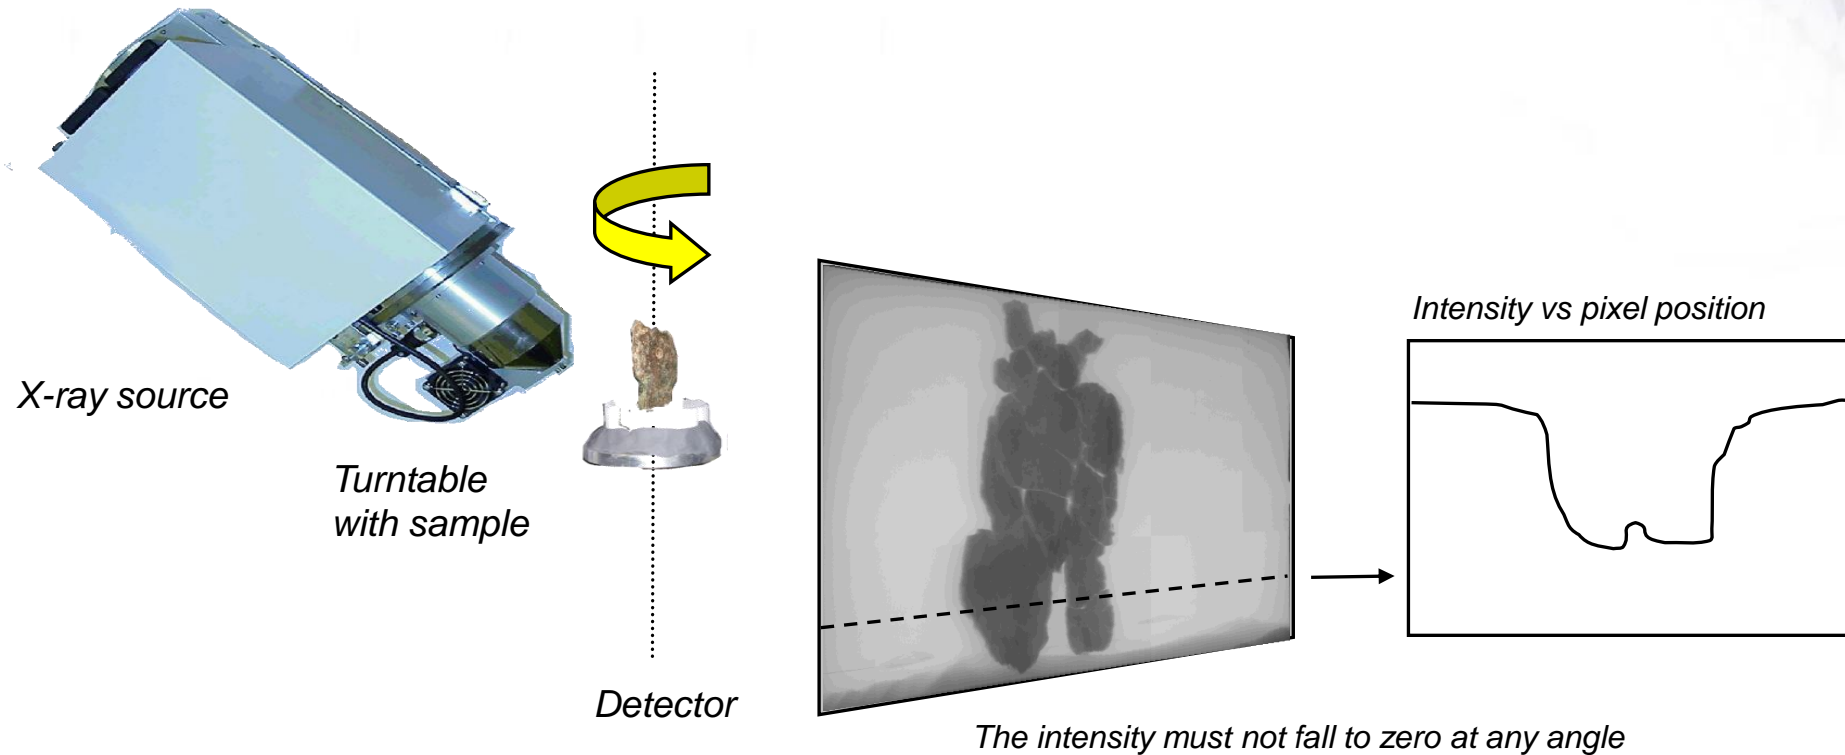 X-ray source
Turntable
with sample
Detector
Intensity vs pixel position
The intensity must not fall to zero at any angle